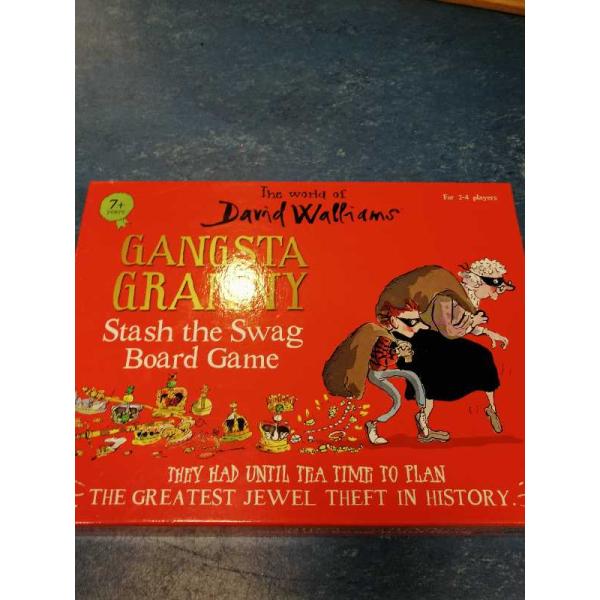 The world of
David Walliams
For 2-4 players
7+
years
GANGSTA
GRANNY
Stash the Swag
Board Game
THEY HAD UNTIL TEA TIME TO PLAN
THE GREATEST JEWEL THEFT IN HISTORY.